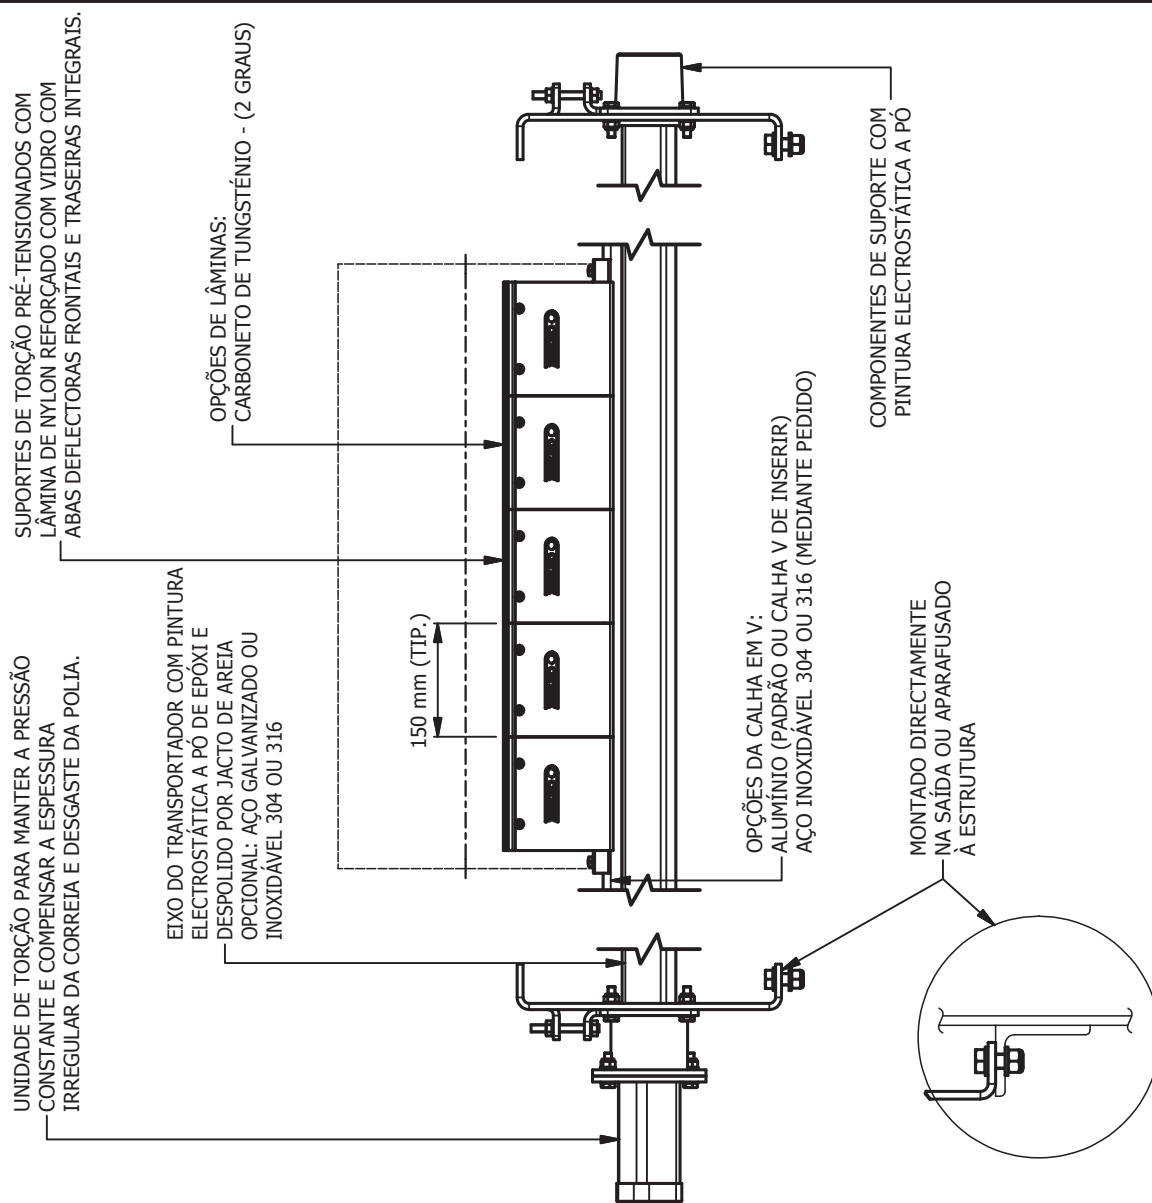 UNIDADE DE TORÇÃO PARA MANTER A PRESSÃO
CONSTANTE E COMPENSAR A ESPESSURA
IRREGULAR DA CORREIA E DESGASTE DA POLIA.
SUPORTES DE TORÇÃO PRÉ-TENSIONADOS COM
LÂMINA DE NYLON REFORÇADO COM VIDRO COM
ABAS DEFLECTORAS FRONTAIS E TRASEIRAS INTEGRAIS.
EIXO DO TRANSPORTADOR COM PINTURA
ELECTROSTÁTICA A PÓ DE EPÓXI E
DESPOLIDO POR JACTO DE AREIA
OPCIONAL: AÇO GALVANIZADO OU
INOXIDÁVEL 304 OU 316
OPÇÕES DE LÂMINAS:
CARBONETO DE TUNGSTÉNIO - (2 GRAUS)
150 mm (TIP.)
OPÇÕES DA CALHA EM V:
ALUMÍNIO (PADRÃO OU CALHA V DE INSERIR)
AÇO INOXIDÁVEL 304 OU 316 (MEDIANTE PEDIDO)
COMPONENTES DE SUPORTE COM
PINTURA ELECTROSTÁTICA A PÓ
MONTADO DIRECTAMENTE
NA SAÍDA OU APARAFUSADO
À ESTRUTURA